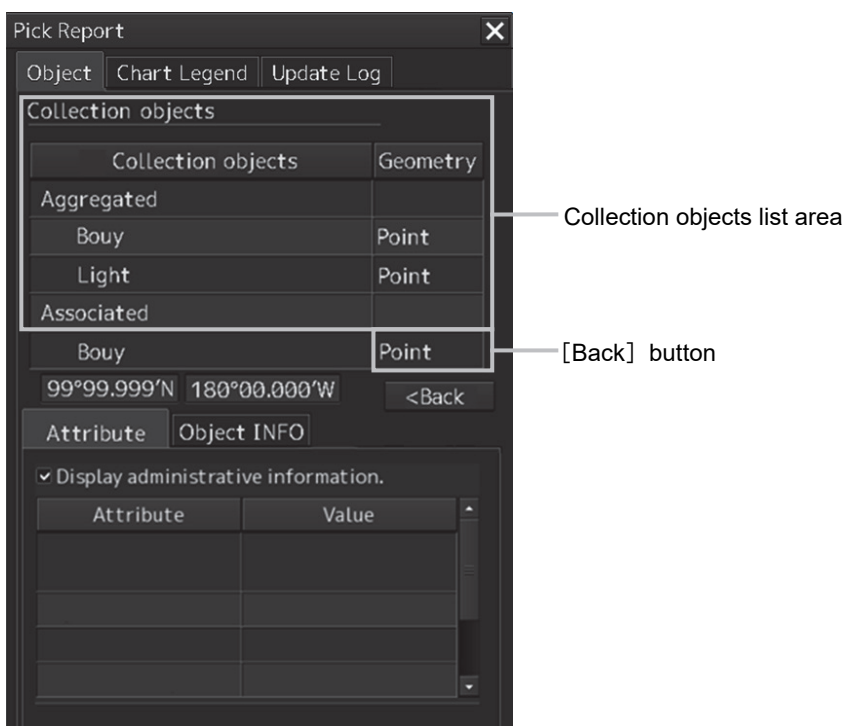 Pick Report
Object Chart Legend Update Log
Collection objects
Collection objects Geometry
Aggregated
Bouy Point
Light Point
Associated
Bouy Point
99°99.999′N 180°00.000′W <Back
Attribute Object INFO
Display administrative information.
Attribute Value
Collection objects list area
［Back］ button